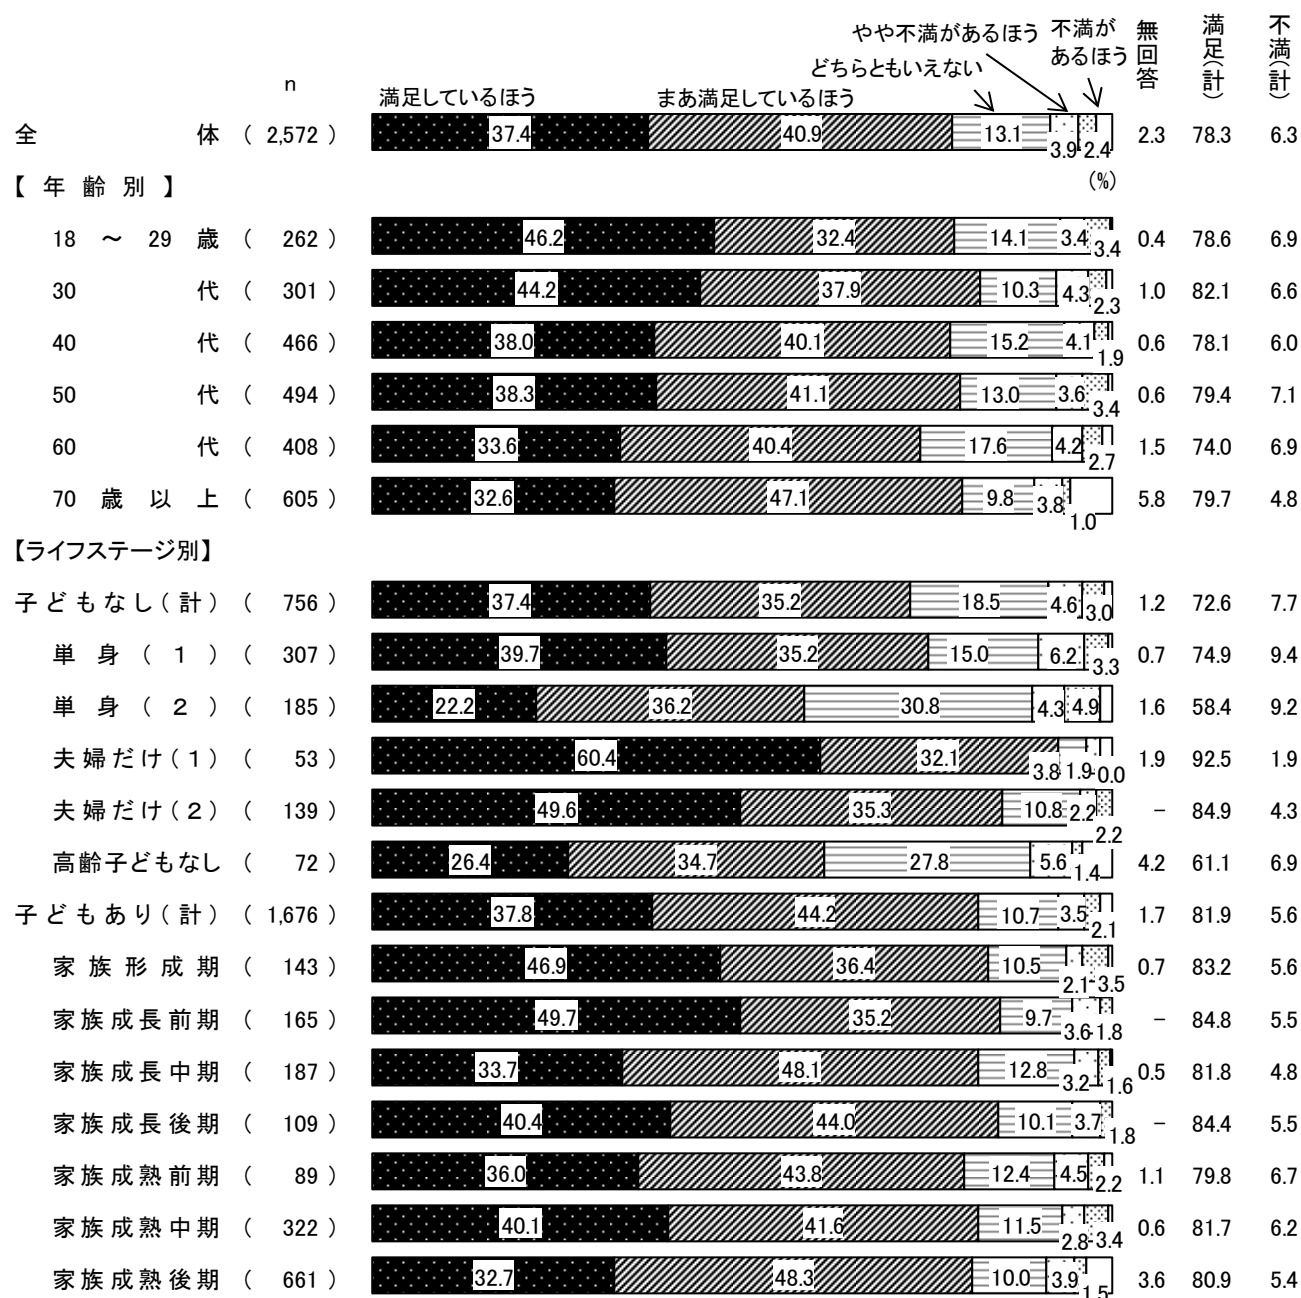 やや不満があるほう 不満があるほう 無回答 満足(計) 不満(計)
どちらともいえない
n 満足しているほう まあ満足しているほう
全体 ( 2,572 ) 37.4 40.9 13.1 3.9 2.4 2.3 78.3 6.3
【年齢別】 (%)
18 ～ 29 歳 ( 262 ) 46.2 32.4 14.1 3.4 3.4 0.4 78.6 6.9
30 代 ( 301 ) 44.2 37.9 10.3 4.3 2.3 1.0 82.1 6.6
40 代 ( 466 ) 38.0 40.1 15.2 4.1 1.9 0.6 78.1 6.0
50 代 ( 494 ) 38.3 41.1 13.0 3.6 3.4 0.6 79.4 7.1
60 代 ( 408 ) 33.6 40.4 17.6 4.2 2.7 1.5 74.0 6.9
70 歳以上 ( 605 ) 32.6 47.1 9.8 3.8 1.0 5.8 79.7 4.8
【ライフステージ別】
子どもなし(計) ( 756 ) 37.4 35.2 18.5 4.6 3.0 1.2 72.6 7.7
単身(１) ( 307 ) 39.7 35.2 15.0 6.2 3.3 0.7 74.9 9.4
単身(２) ( 185 ) 22.2 36.2 30.8 4.3 4.9 1.6 58.4 9.2
夫婦だけ(１) ( 53 ) 60.4 32.1 3.8 1.9 0.0 1.9 92.5 1.9
夫婦だけ(２) ( 139 ) 49.6 35.3 10.8 2.2 2.2 － 84.9 4.3
高齢子どもなし ( 72 ) 26.4 34.7 27.8 5.6 1.4 4.2 61.1 6.9
子どもあり(計) ( 1,676 ) 37.8 44.2 10.7 3.5 2.1 1.7 81.9 5.6
家族形成期 ( 143 ) 46.9 36.4 10.5 2.1 3.5 0.7 83.2 5.6
家族成長前期 ( 165 ) 49.7 35.2 9.7 3.6 1.8 － 84.8 5.5
家族成長中期 ( 187 ) 33.7 48.1 12.8 3.2 1.6 0.5 81.8 4.8
家族成長後期 ( 109 ) 40.4 44.0 10.1 3.7 1.8 － 84.4 5.5
家族成熟前期 ( 89 ) 36.0 43.8 12.4 4.5 2.2 1.1 79.8 6.7
家族成熟中期 ( 322 ) 40.1 41.6 11.5 2.8 3.4 0.6 81.7 6.2
家族成熟後期 ( 661 ) 32.7 48.3 10.0 3.9 1.5 3.6 80.9 5.4